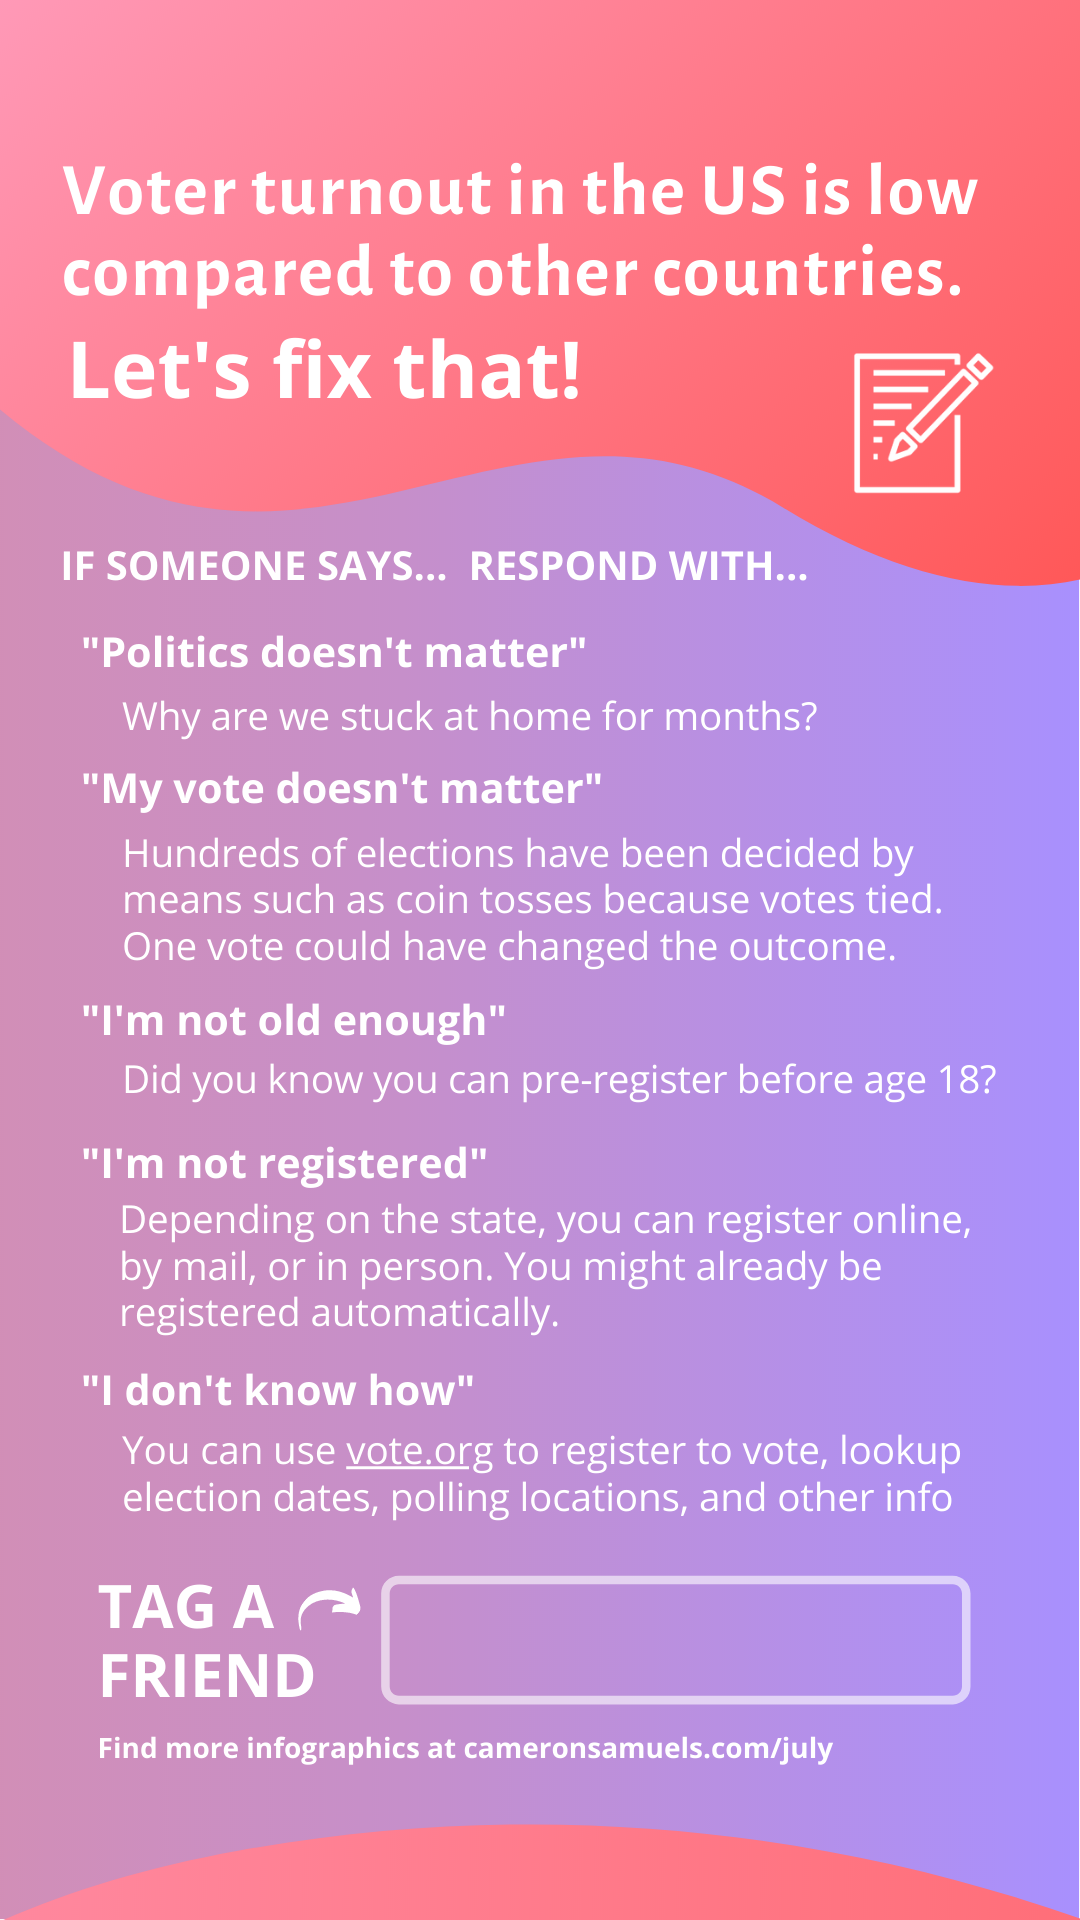 Voter turnout in the US is low
compared to other countries.
Let's fix that!
IF SOMEONE SAYS... RESPOND WITH...
"Politics doesn't matter"
Why are we stuck at home for months?
"My vote doesn't matter"
Hundreds of elections have been decided by
means such as coin tosses because votes tied.
One vote could have changed the outcome.
"I'm not old enough"
Did you know you can pre-register before age 18?
"I'm not registered"
Depending on the state, you can register online,
by mail, or in person. You might already be
registered automatically.
"I don't know how"
You can use vote.org to register to vote, lookup
election dates, polling locations, and other info
TAG A
FRIEND
Find more infographics at cameronsamuels.com/july